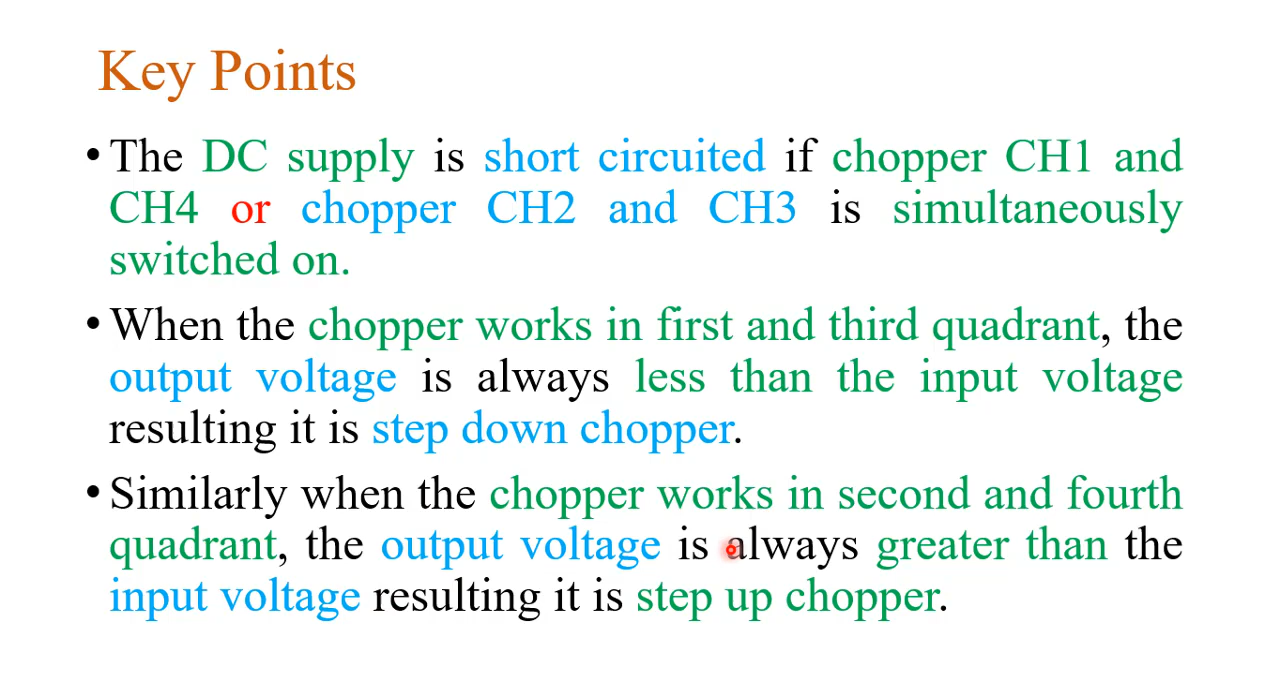 Key Points
• The DC supply is short circuited if chopper CH1 and
CH4 or chopper CH2 and CH3 is simultaneously
switched on.
• When the chopper works in first and third quadrant, the
output voltage is always less than the input voltage
resulting it is step down chopper.
• Similarly when the chopper works in second and fourth
quadrant, the output voltage is always greater than the
input voltage resulting it is step up chopper.